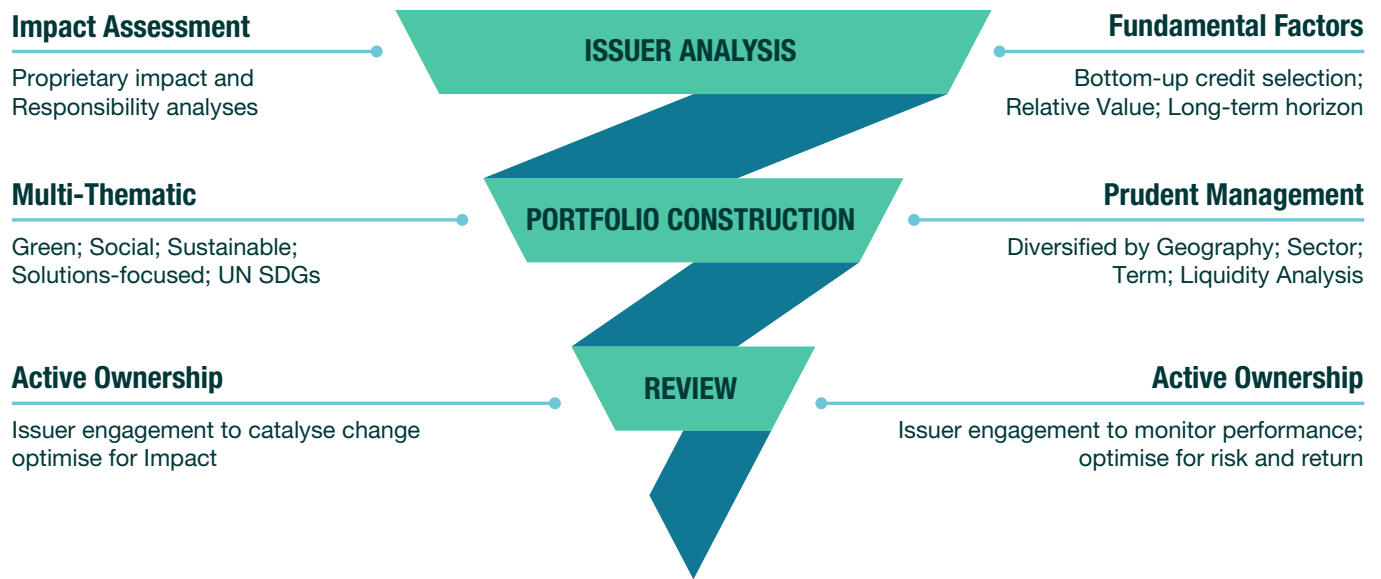 Impact Assessment
Proprietary impact and
Responsibility analyses
ISSUER ANALYSIS
Fundamental Factors
Bottom-up credit selection;
Relative Value; Long-term horizon
Multi-Thematic
Green; Social; Sustainable;
Solutions-focused; UN SDGs
PORTFOLIO CONSTRUCTION
Prudent Management
Diversified by Geography; Sector;
Term; Liquidity Analysis
Active Ownership
Issuer engagement to catalyse change
optimise for Impact
REVIEW
Active Ownership
Issuer engagement to monitor performance;
optimise for risk and return